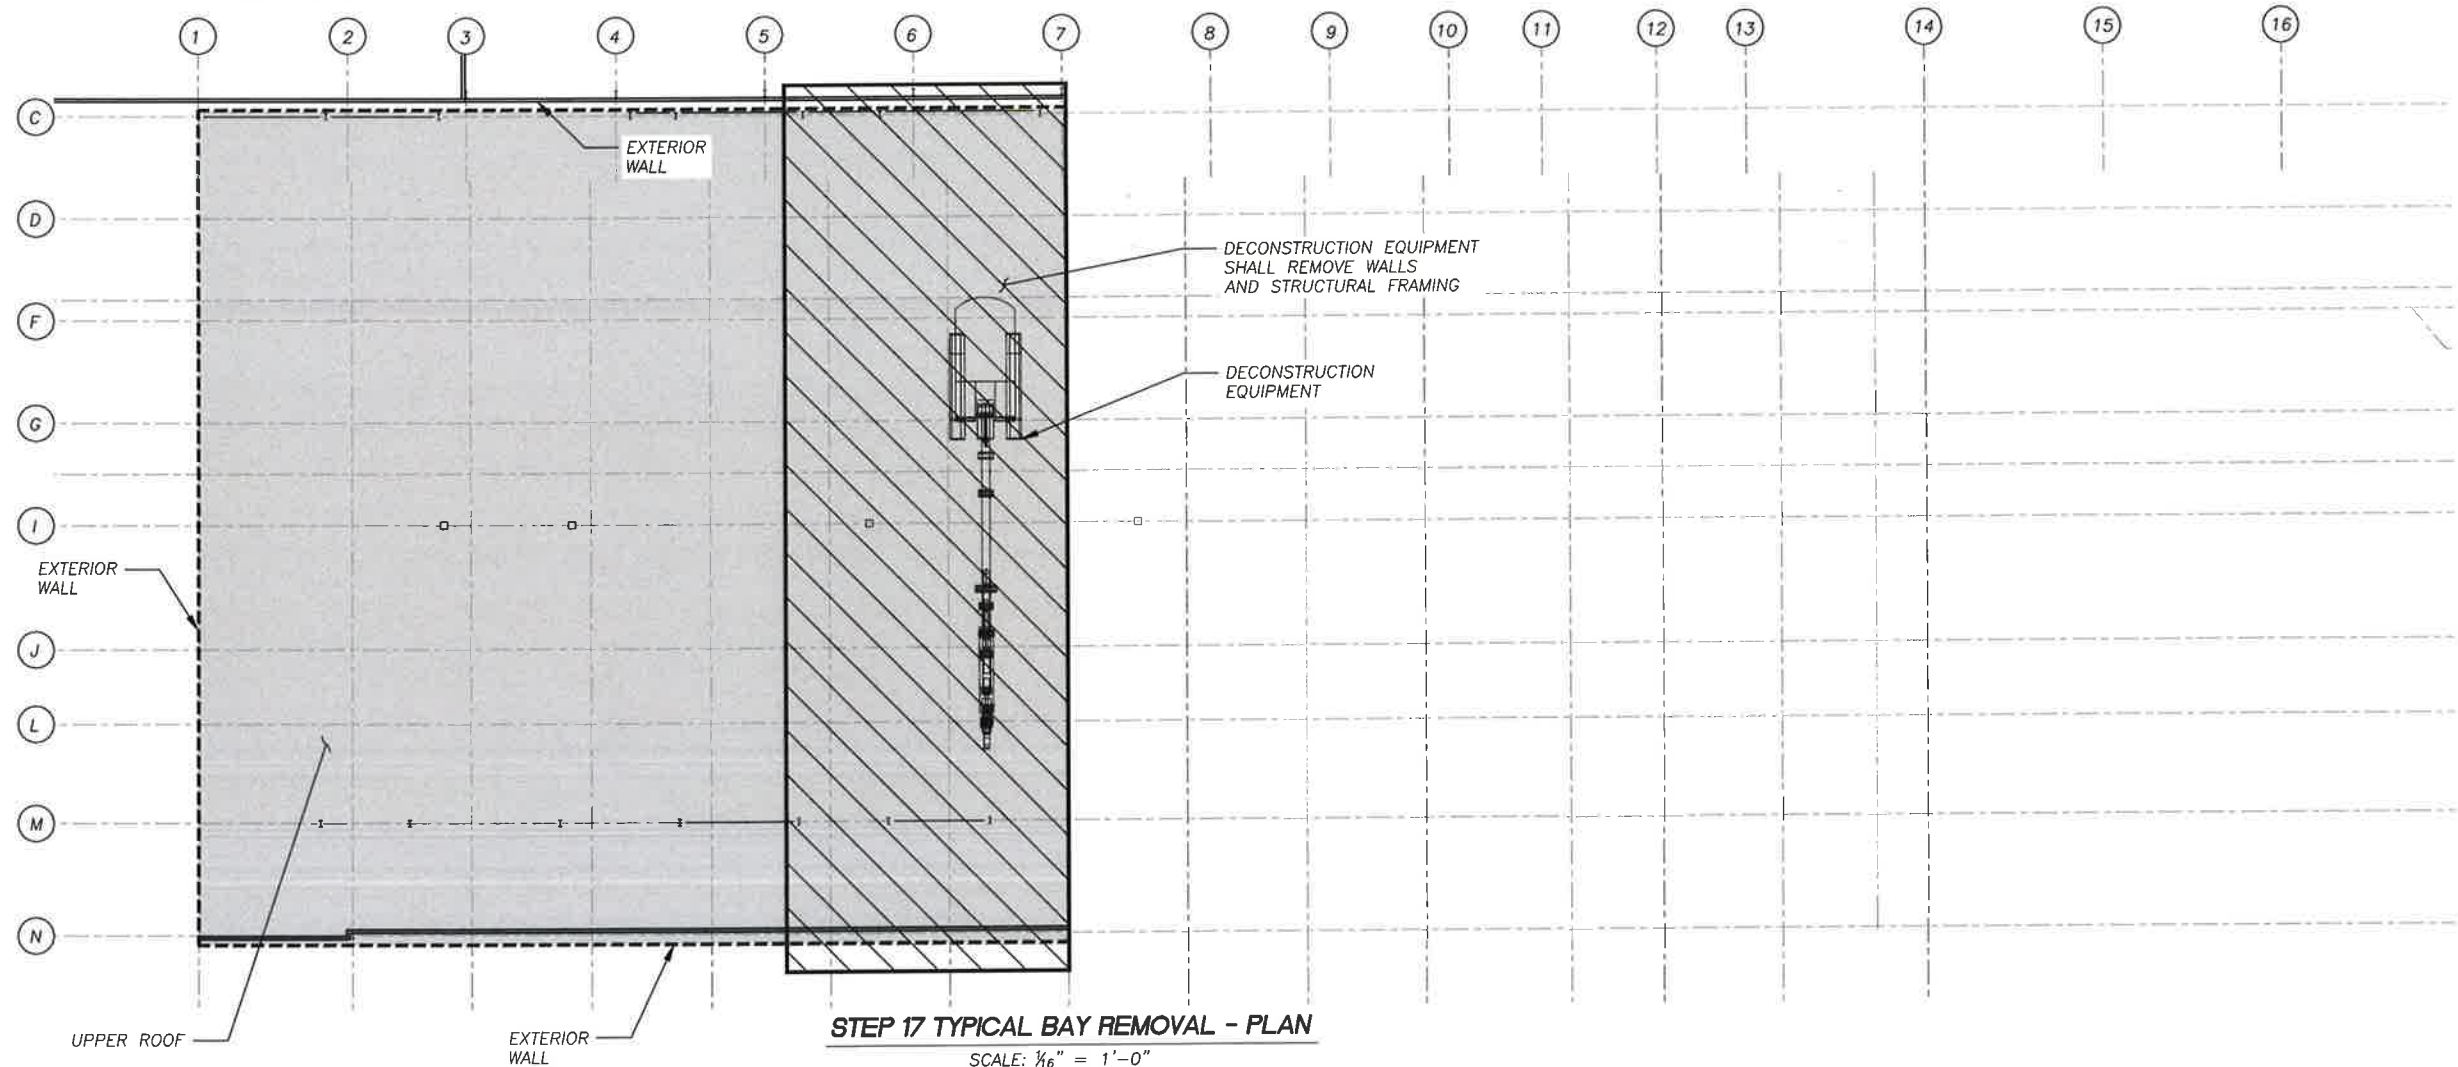 1 2 3 4 5 6 7 8 9 10 11 12 13 14 15 16
C
EXTERIOR
WALL
D
DECONSTRUCTION EQUIPMENT
SHALL REMOVE WALLS
AND STRUCTURAL FRAMING
F
DECONSTRUCTION
EQUIPMENT
G
I
EXTERIOR
WALL
J
L
M
N
UPPER ROOF
EXTERIOR
WALL
STEP 17 TYPICAL BAY REMOVAL - PLAN
SCALE: 1/16" = 1'-0"